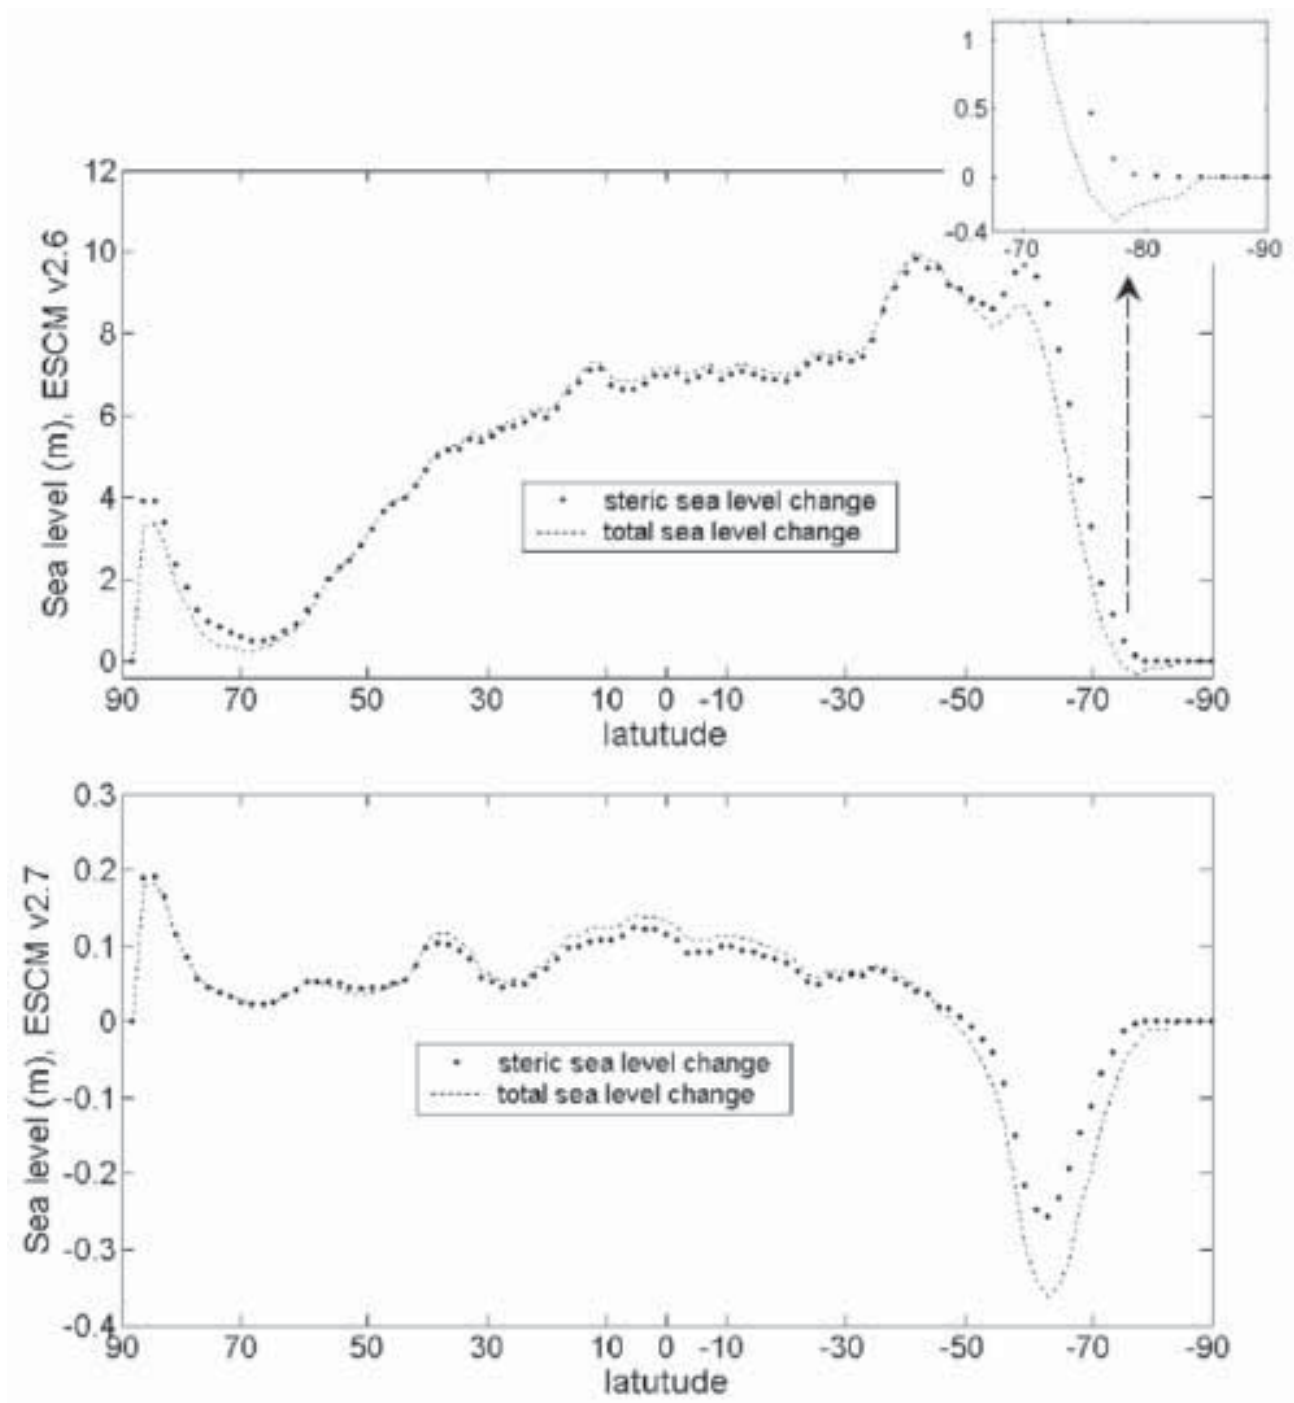 1
0.5
0
-0.4
-70 -80 -90
Sea level (m), ESCM v2.6
12
10
8
6
4
2
0
steric sea level change
total sea level change
90 70 50 30 10 0 -10 -30 -50 -70 -90
latutude
Sea level (m), ESCM v2.7
0.3
0.2
0.1
0
-0.1
-0.2
-0.3
-0.4
steric sea level change
total sea level change
90 70 50 30 10 0 -10 -30 -50 -70 -90
latutude